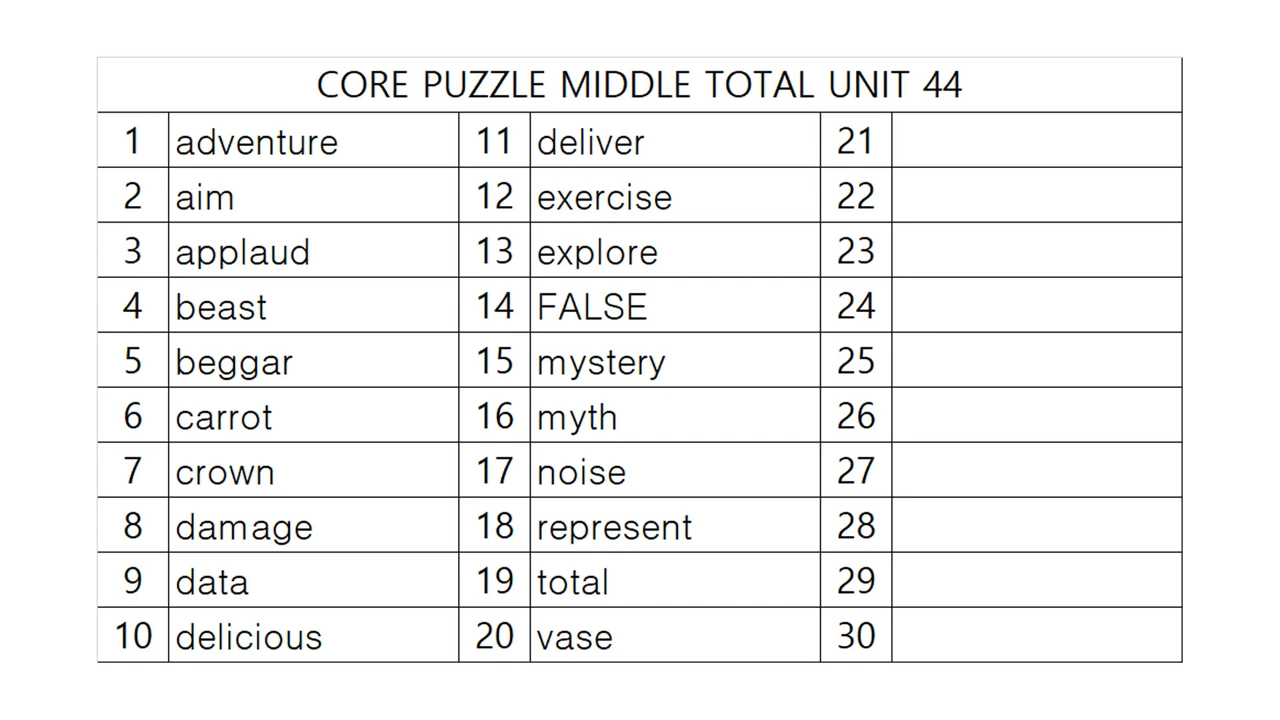 CORE PUZZLE MIDDLE TOTAL UNIT 44
1 adventure 11 deliver 21
2 aim 12 exercise 22
3 applaud 13 explore 23
4 beast 14 FALSE 24
5 beggar 15 mystery 25
6 carrot 16 myth 26
7 crown 17 noise 27
8 damage 18 represent 28
9 data 19 total 29
10 delicious 20 vase 30